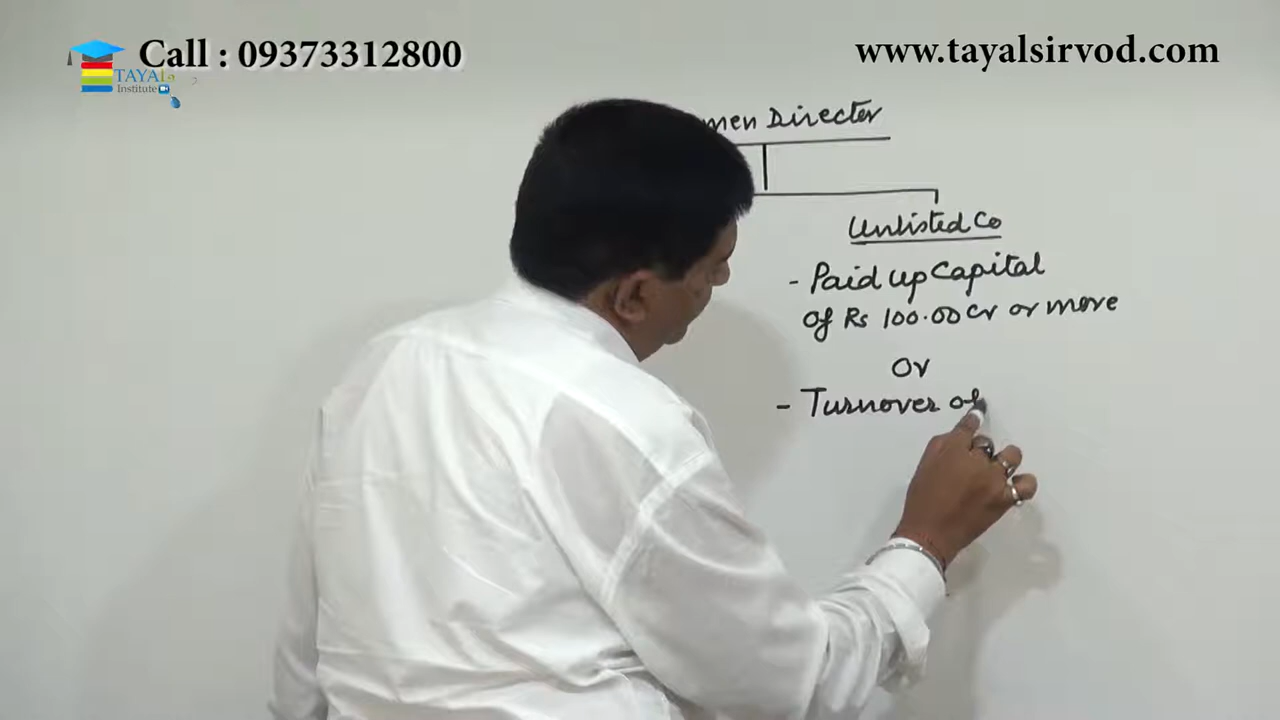 Call : 09373312800
www.tayalsirvod.com
TAYAL
Institute
men Director
Unlisted Co
- Paid up Capital
of Rs 100.00 Cr or more
Or
- Turnover of